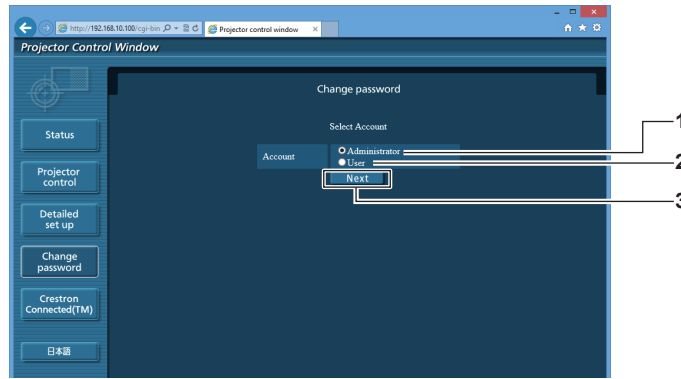 http://192.168.10.100/cgi-bin
Projector control window
Projector Control Window
Change password
Select Account
Account
Administrator
User
Next
Status
Projector
control
Detailed
set up
Change
password
Crestron
Connected(TM)
日本語
1
2
3